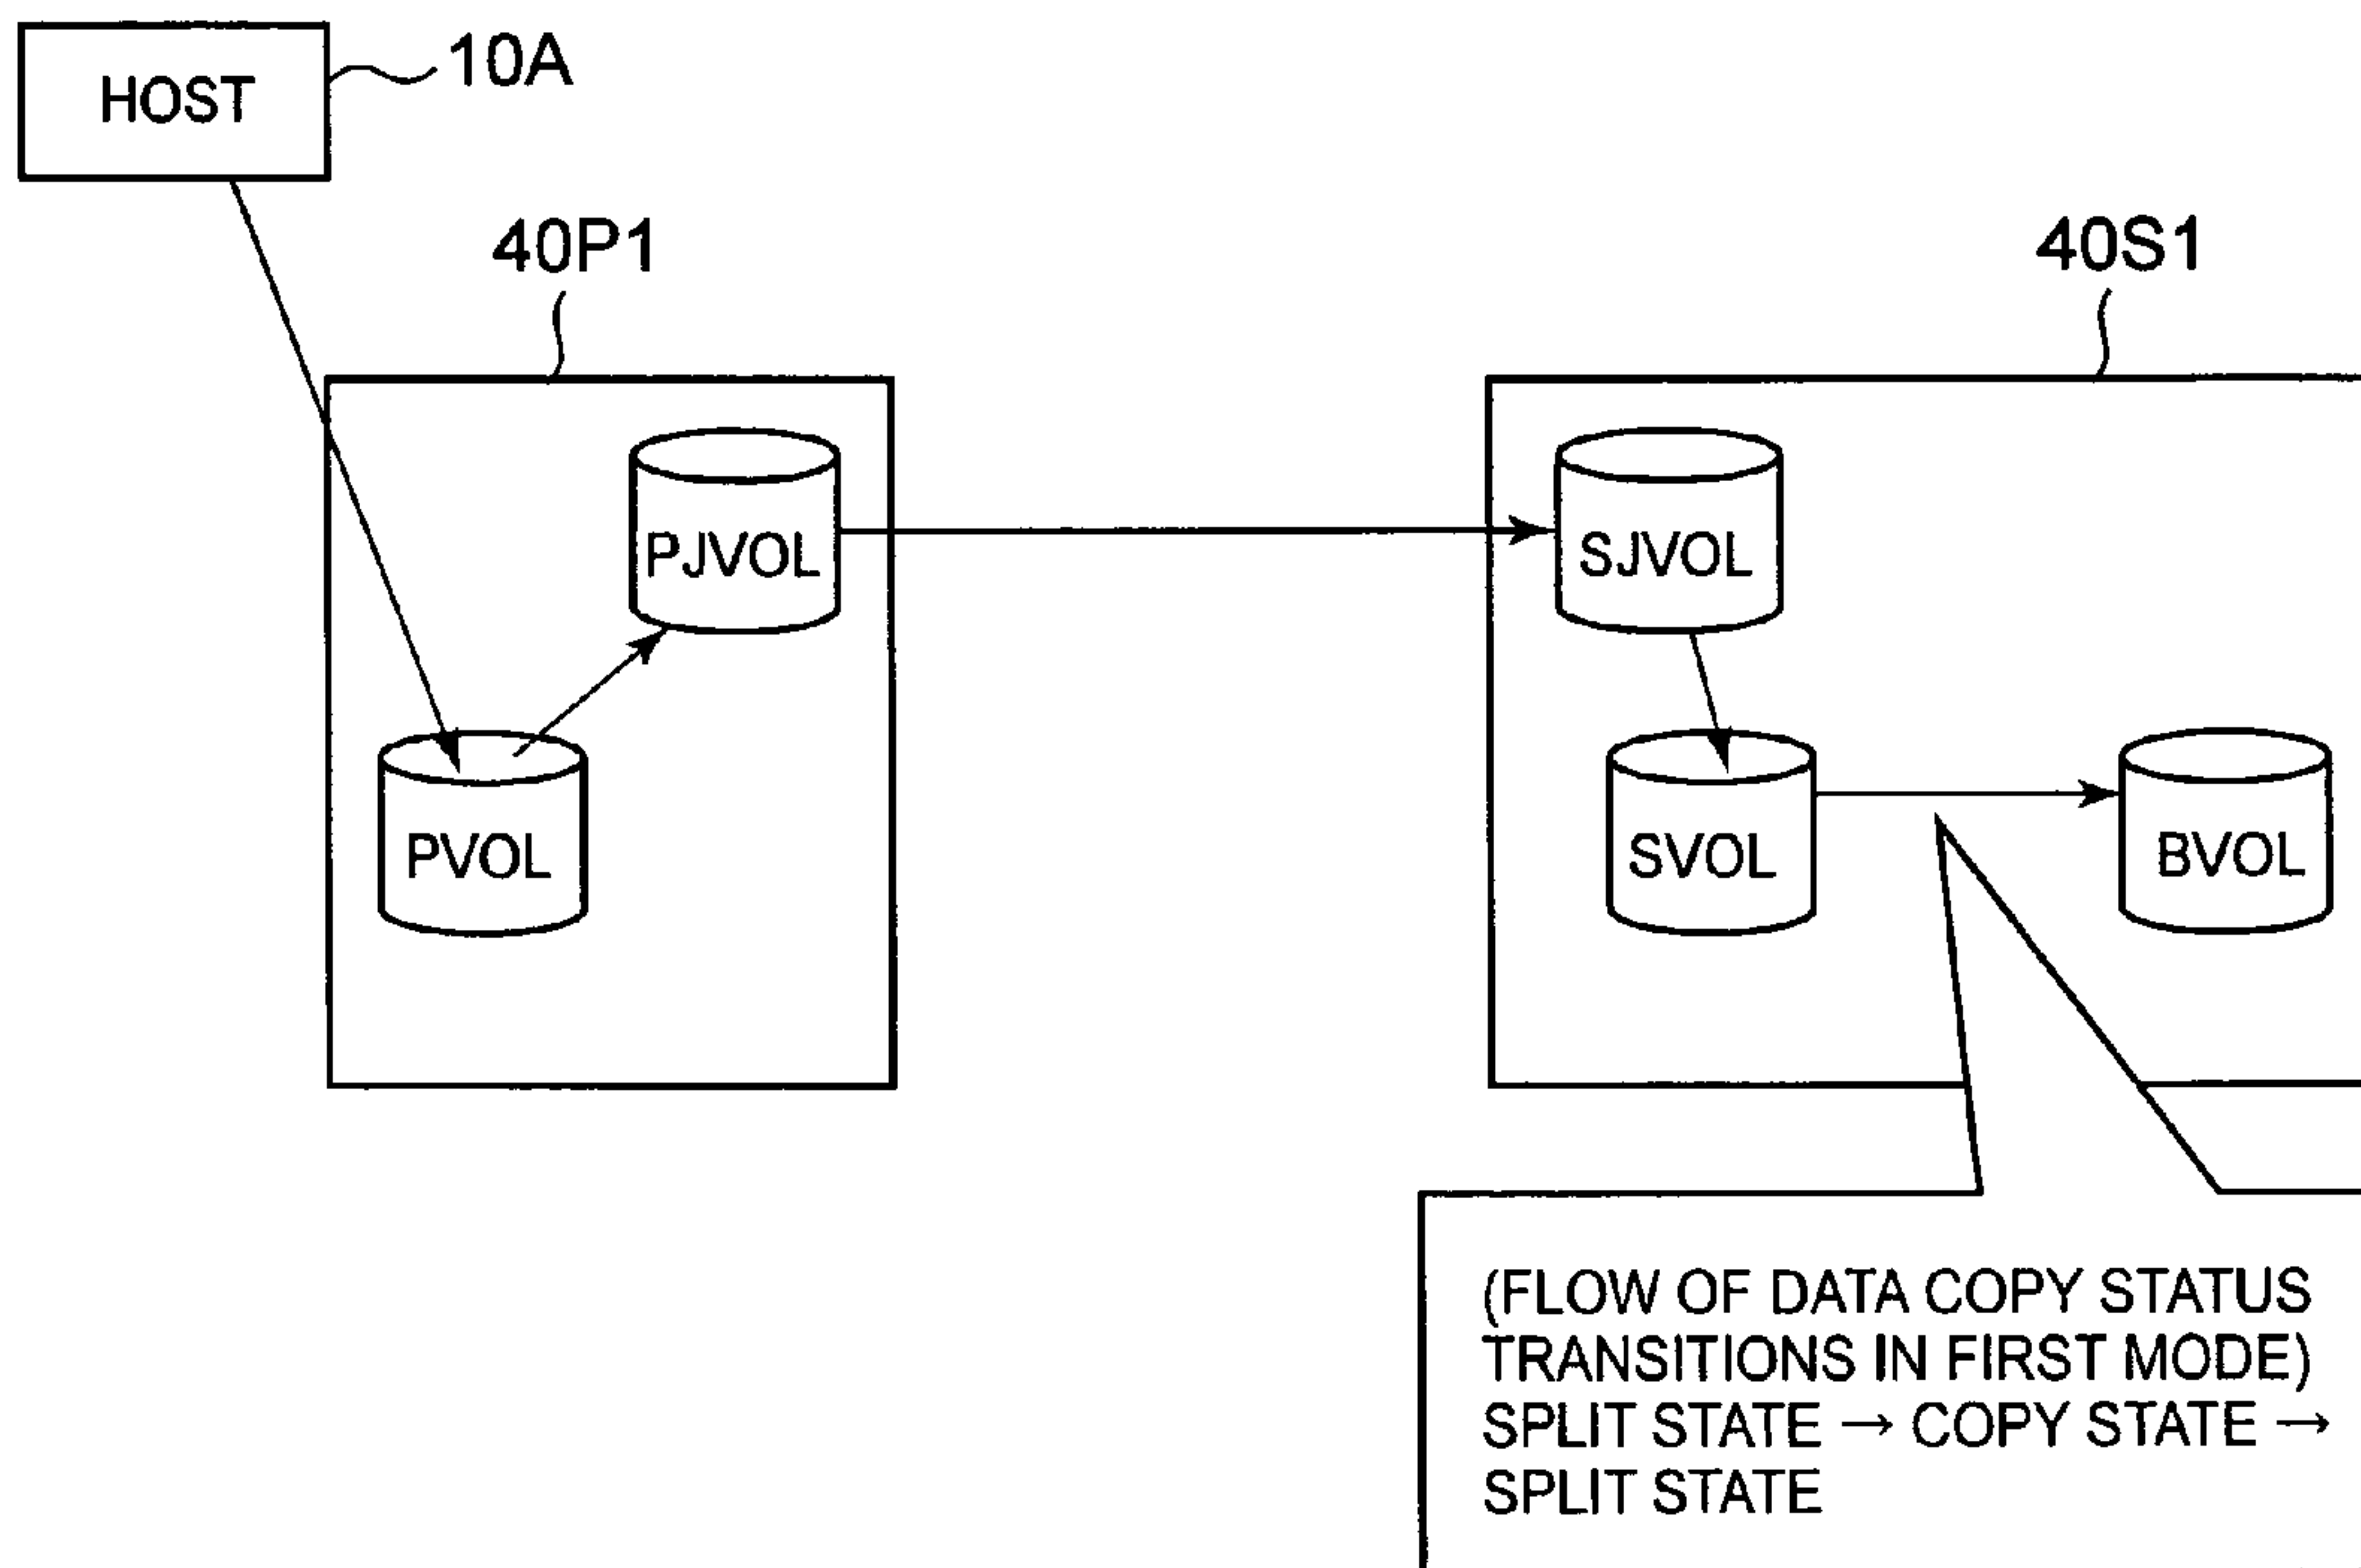 HOST
10A
40P1
40S1
PJVOL
SJVOL
PVOL
SVOL
BVOL
(FLOW OF DATA COPY STATUS
TRANSITIONS IN FIRST MODE)
SPLIT STATE → COPY STATE →
SPLIT STATE